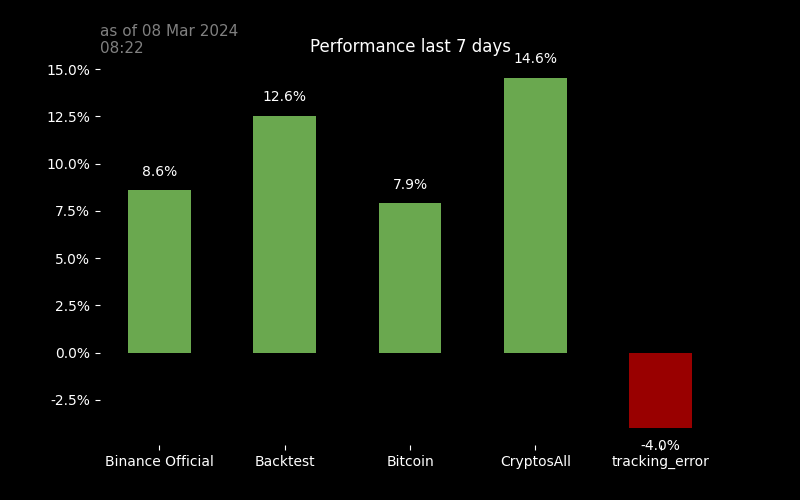 as of 08 Mar 2024
08:22
Performance last 7 days
15.0%
12.5%
10.0%
7.5%
5.0%
2.5%
0.0%
-2.5%
8.6%
12.6%
7.9%
14.6%
-4.0%
Binance Official
Backtest
Bitcoin
CryptosAll
tracking_error